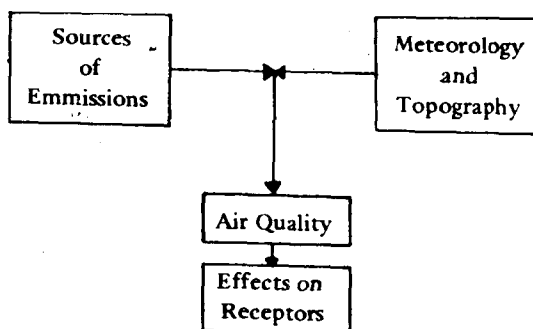 Sources
of
Emmissions
Meteorology
and
Topography
Air Quality
Effects on
Receptors